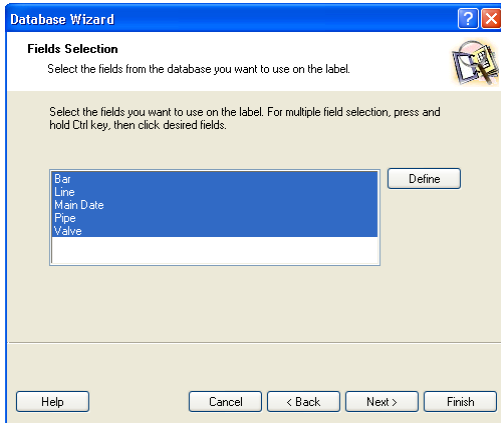 Database Wizard
Fields Selection
Select the fields from the database you want to use on the label.
Select the fields you want to use on the label. For multiple field selection, press and
hold Ctrl key, then click desired fields.
Bar
Define
Line
Main Date
Pipe
Valve
Help
Cancel
< Back
Next >
Finish